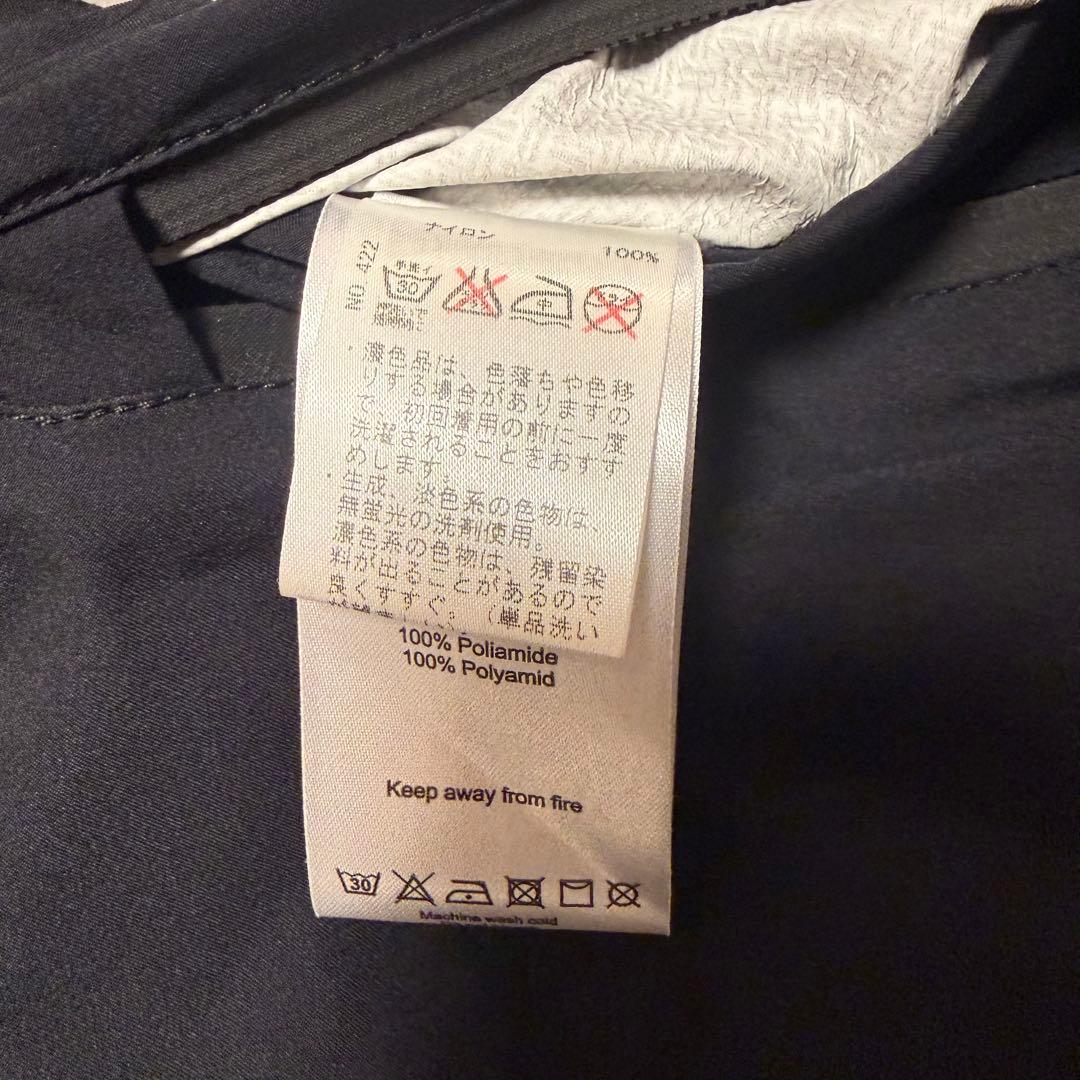 ナイロン 100%
NO. 422
手洗イ
30
・濃色品は、色落ちや色移
りする場合がありますの
で、初回着用の前に一度
洗濯されることをおすす
めします。
・生成、淡色系の色物は、
無蛍光の洗剤使用。
濃色系の色物は、残留染
料が出ることがあるので
良くすすぐ。（単品洗い
100% Poliamide
100% Polyamid
Keep away from fire
30
Machine wash cold